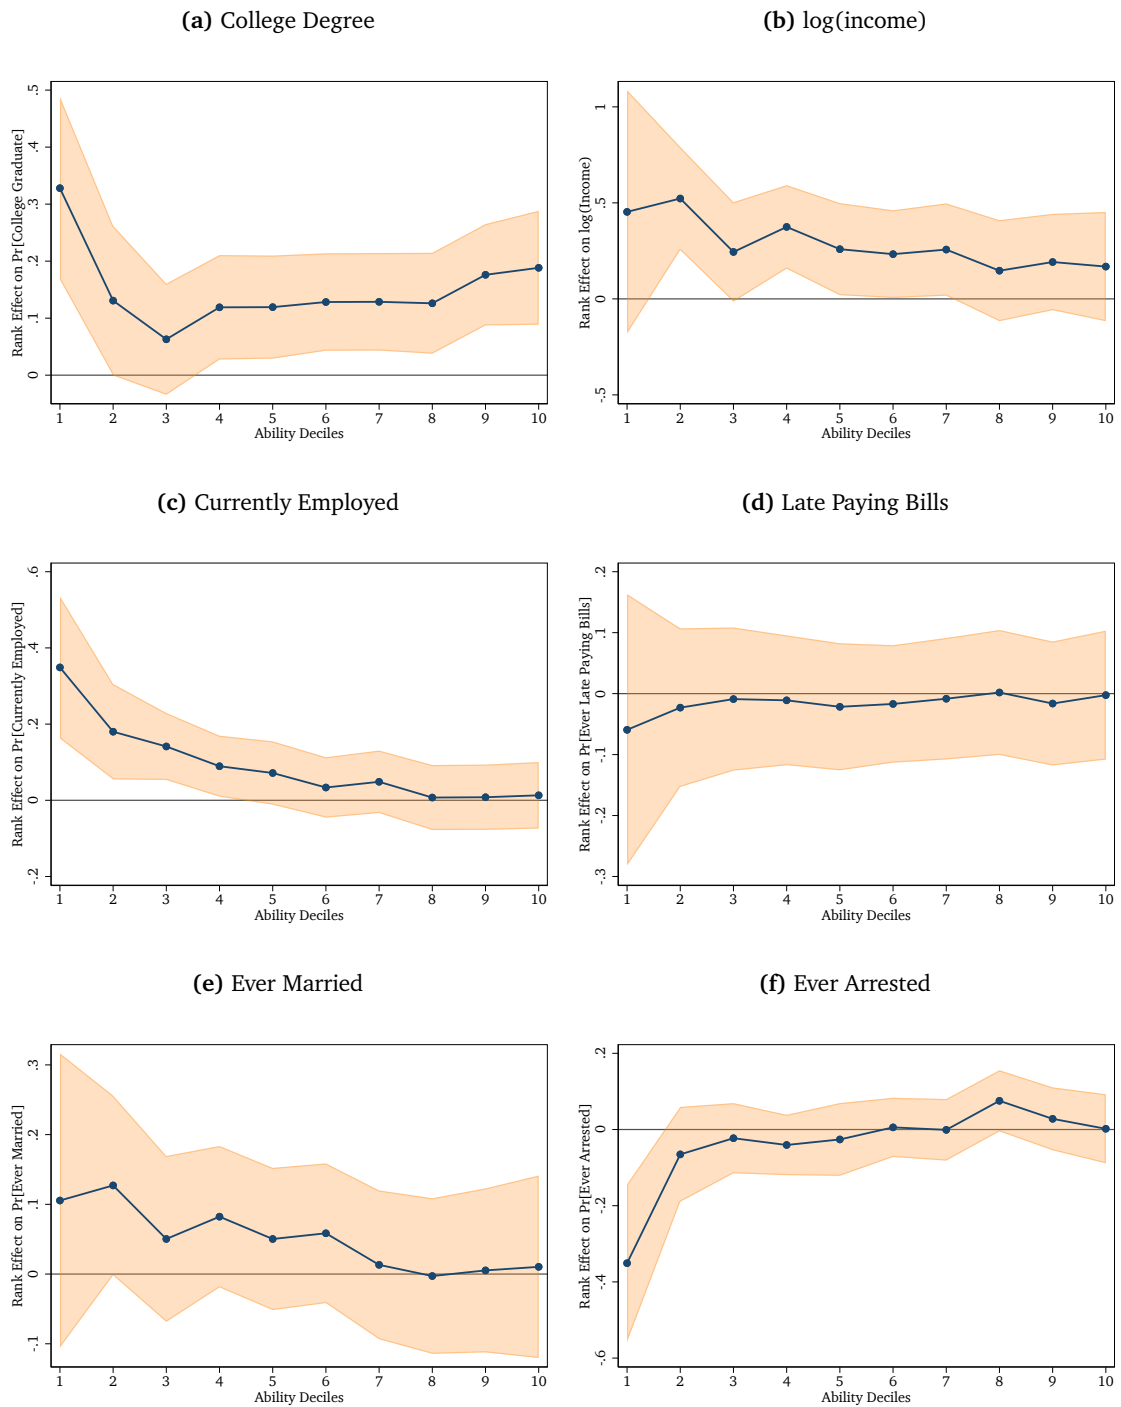 (a) College Degree
Rank Effect on Pr[College Graduate]
.5
.4
.3
.2
.1
0
1 2 3 4 5 6 7 8 9 10
Ability Deciles
(b) log(income)
Rank Effect on log(Income)
1
.5
0
-.5
1 2 3 4 5 6 7 8 9 10
Ability Deciles
(c) Currently Employed
Rank Effect on Pr[Currently Employed]
.6
.4
.2
0
-.2
1 2 3 4 5 6 7 8 9 10
Ability Deciles
(d) Late Paying Bills
Rank Effect on Pr[Ever Late Paying Bills]
.2
.1
0
-.1
-.2
-.3
1 2 3 4 5 6 7 8 9 10
Ability Deciles
(e) Ever Married
Rank Effect on Pr[Ever Married]
.3
.2
.1
0
-.1
1 2 3 4 5 6 7 8 9 10
Ability Deciles
(f) Ever Arrested
Rank Effect on Pr[Ever Arrested]
.2
0
-.2
-.4
-.6
1 2 3 4 5 6 7 8 9 10
Ability Deciles